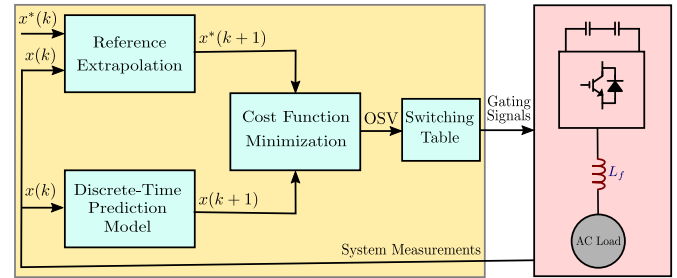 x*(k)
x(k)
Reference
Extrapolation
x*(k+1)
Cost Function
Minimization
OSV
Switching
Table
Gating
Signals
x(k)
Discrete-Time
Prediction
Model
x(k+1)
System Measurements
L_f
AC Load